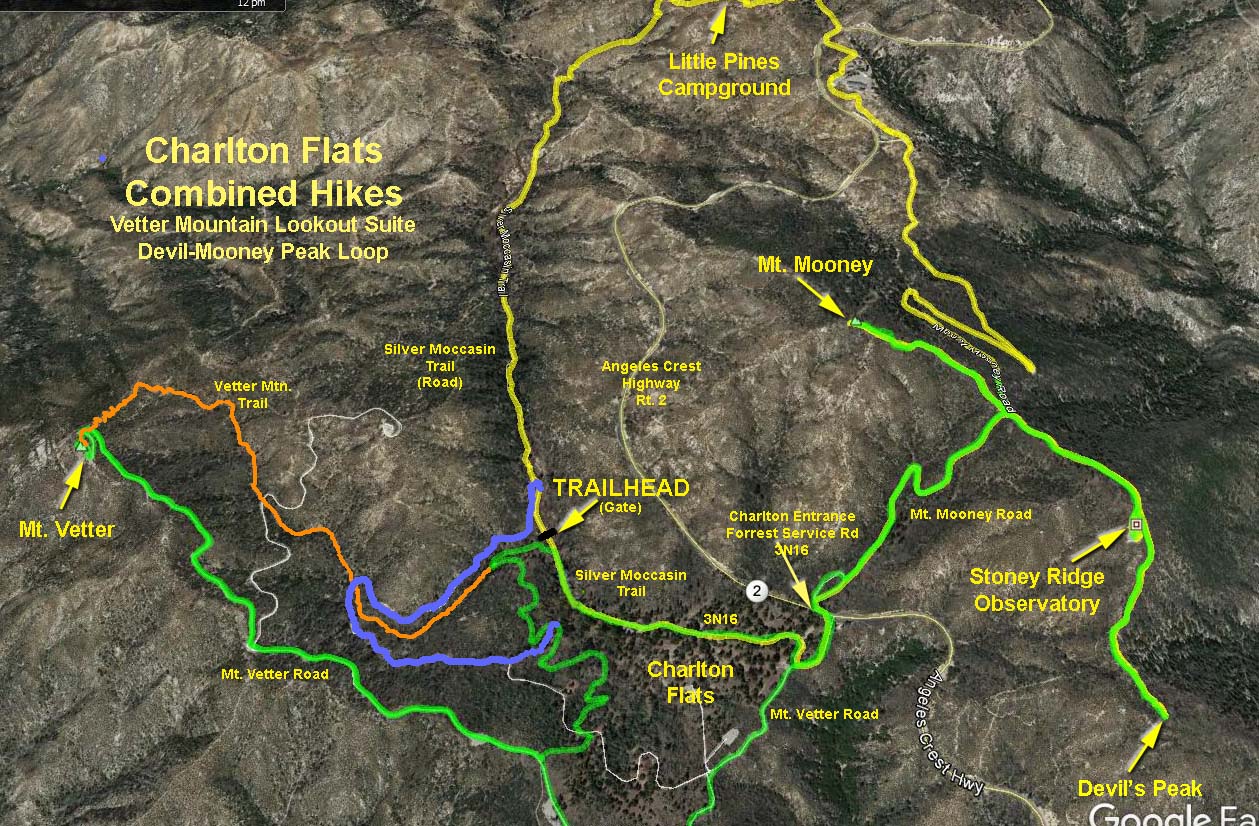 12 pm
Little Pines
Campground
Charlton Flats
Combined Hikes
Vetter Mountain Lookout Suite
Devil-Mooney Peak Loop
Silver Moccasin Trail
Mt. Mooney
Silver Moccasin
Trail
(Road)
Angeles Crest
Highway
Rt. 2
Mooney Road
Vetter Mtn.
Trail
Mt. Vetter
TRAILHEAD
(Gate)
Charlton Entrance
Forrest Service Rd
3N16
Mt. Mooney Road
Silver Moccasin
Trail
2
Stoney Ridge
Observatory
3N16
Mt. Vetter Road
Charlton
Flats
Mt. Vetter Road
Angeles Crest Hwy
Devil's Peak
Google Ea